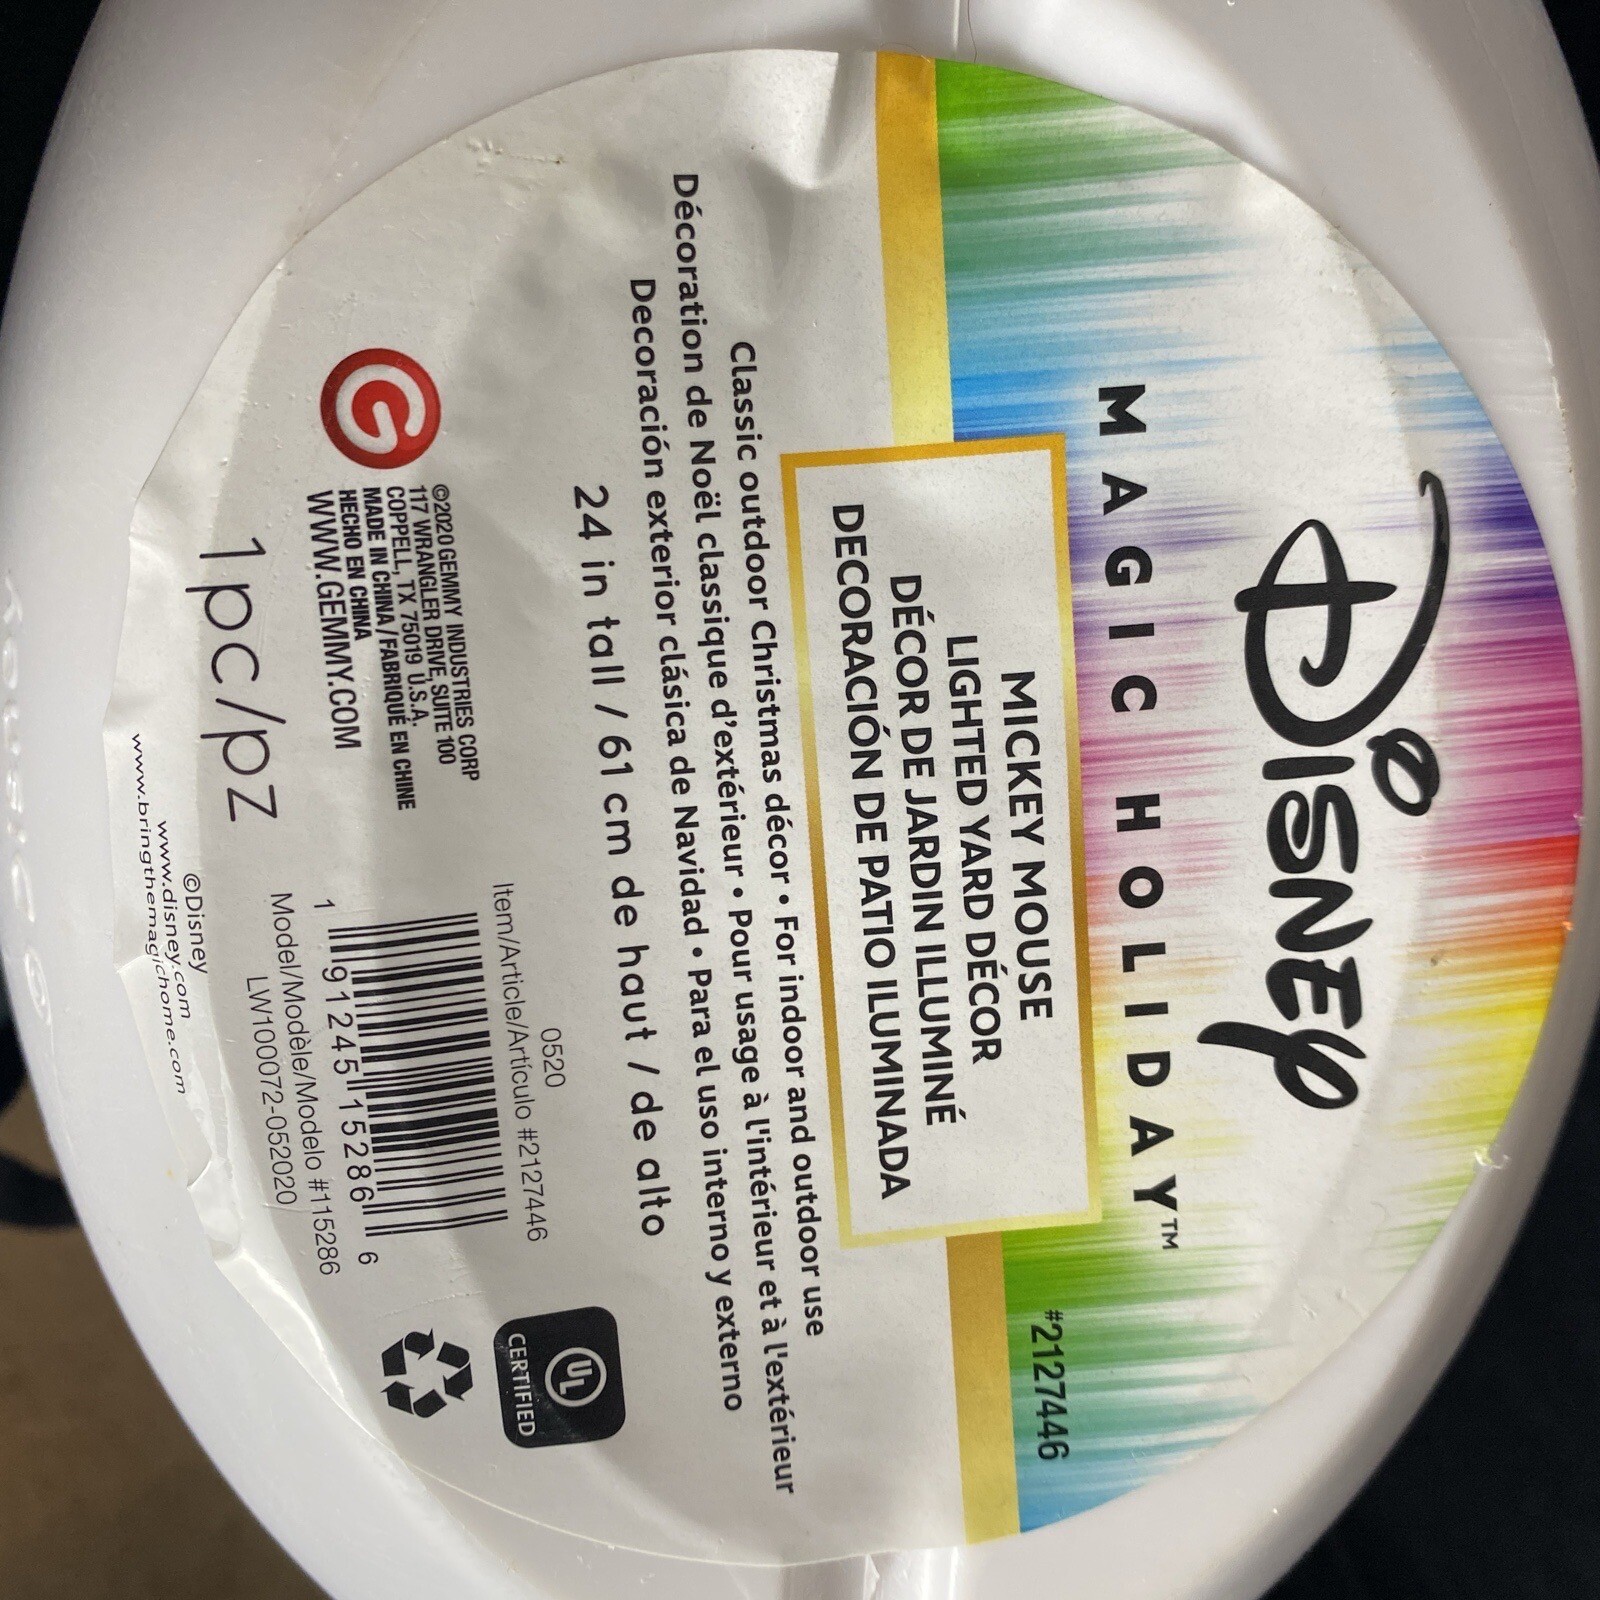 Disney
MAGIC HOLIDAY™
#2127446
MICKEY MOUSE
LIGHTED YARD DÉCOR
DÉCOR DE JARDIN ILLUMINÉ
DECORACIÓN DE PATIO ILUMINADA
Classic outdoor Christmas décor • For indoor and outdoor use
Décoration de Noël classique d'extérieur • Pour usage à l'intérieur et à l'extérieur
Decoración exterior clásica de Navidad • Para el uso interno y externo
24 in tall / 61 cm de haut / de alto
G
©2020 GEMMY INDUSTRIES CORP
117 WRANGLER DRIVE, SUITE 100
COPPELL, TX 75019 U.S.A.
MADE IN CHINA / FABRIQUÉ EN CHINE
HECHO EN CHINA
WWW.GEMMY.COM
1 pc/pz
0520
Item/Article/Artículo #2127446
1 91245 15286 6
Model/Modèle/Modelo #115286
LW100072-052020
UL
CERTIFIED
©Disney
www.disney.com
www.bringthemagichome.com